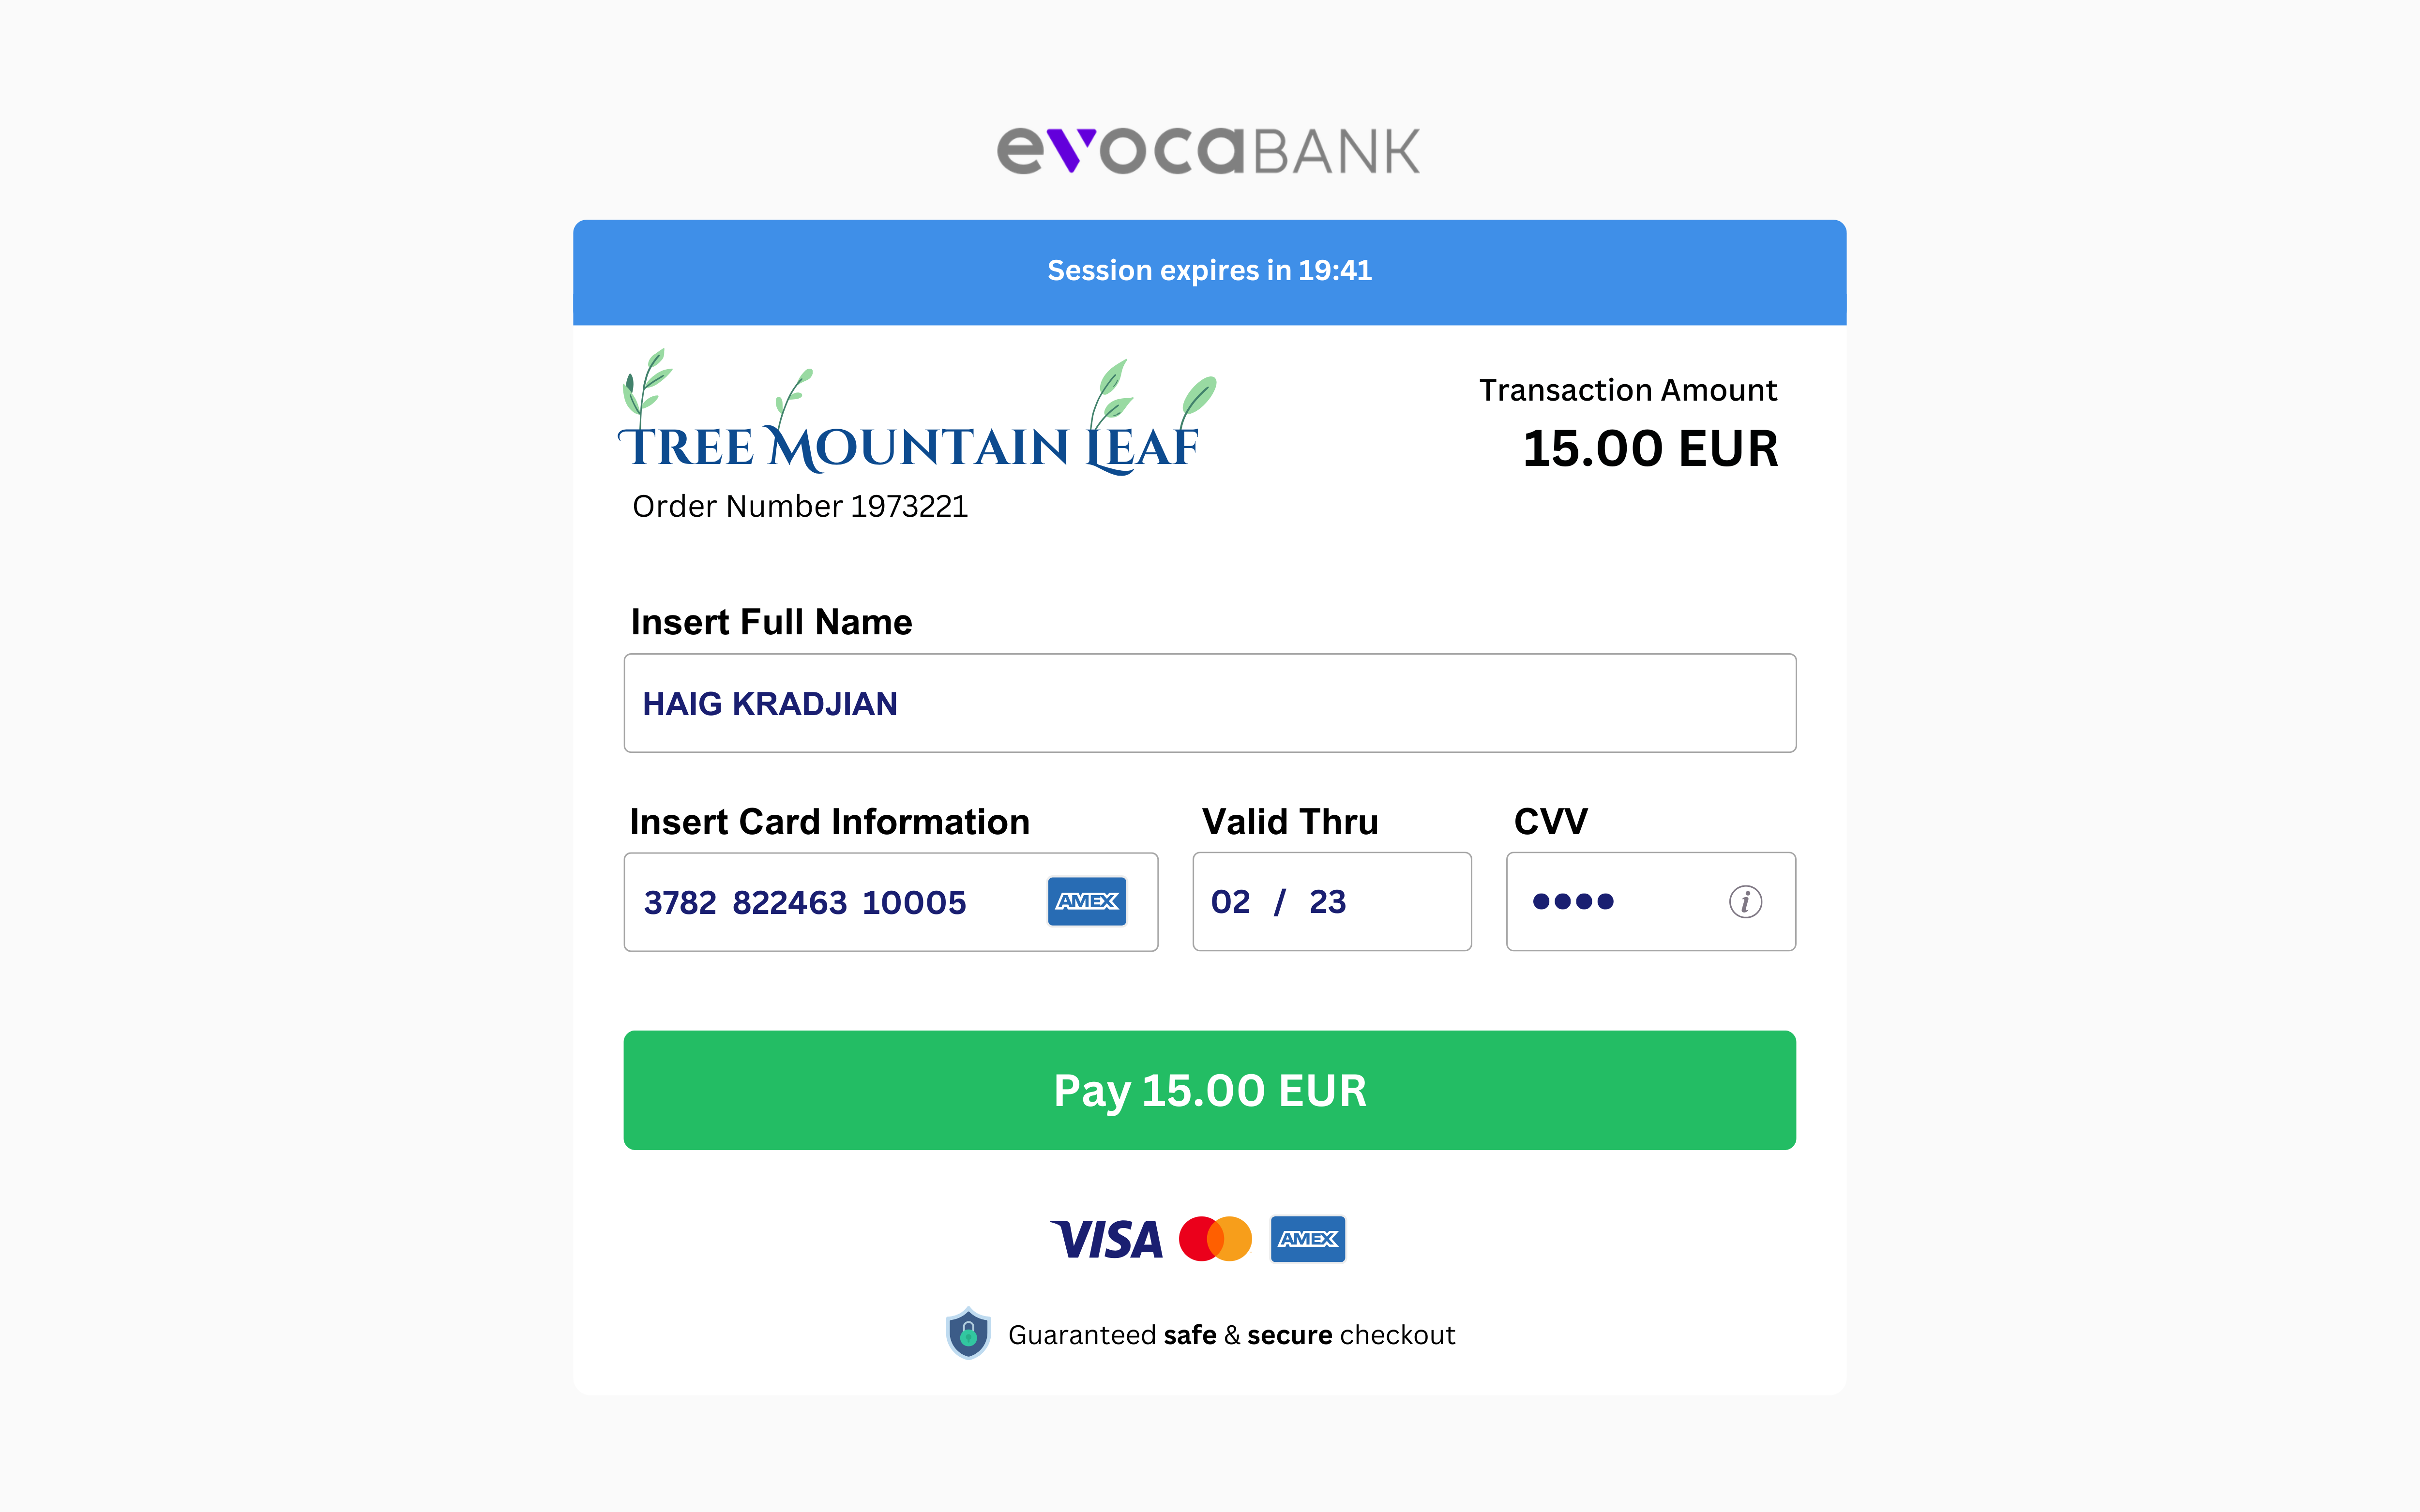 evocaBANK
Session expires in 19:41
TREE MOUNTAIN LEAF
Order Number 1973221
Transaction Amount
15.00 EUR
Insert Full Name
HAIG KRADJIAN
Insert Card Information
Valid Thru
CVV
3782 822463 10005
AMEX
02 / 23
••••
i
Pay 15.00 EUR
VISA
AMEX
Guaranteed safe & secure checkout